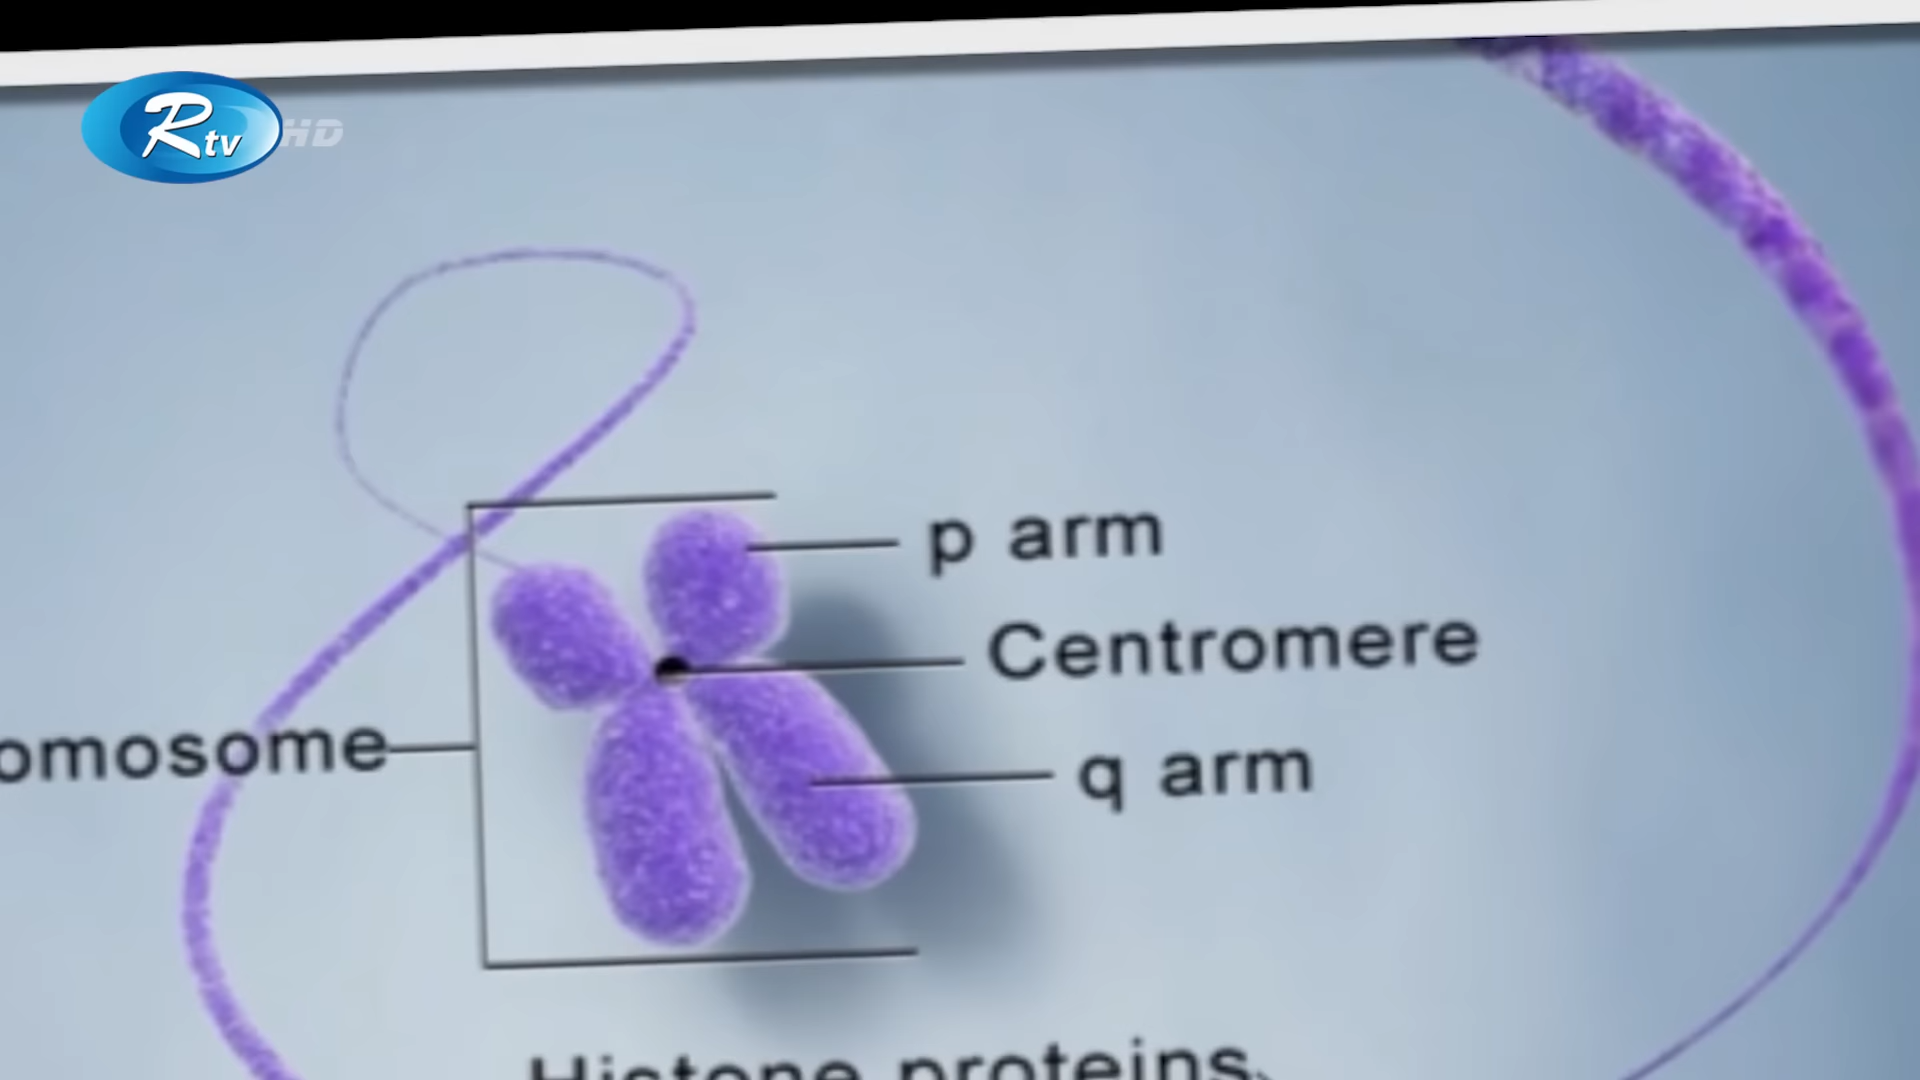 Rtv HD
p arm
Centromere
omosome
q arm
Histone proteins